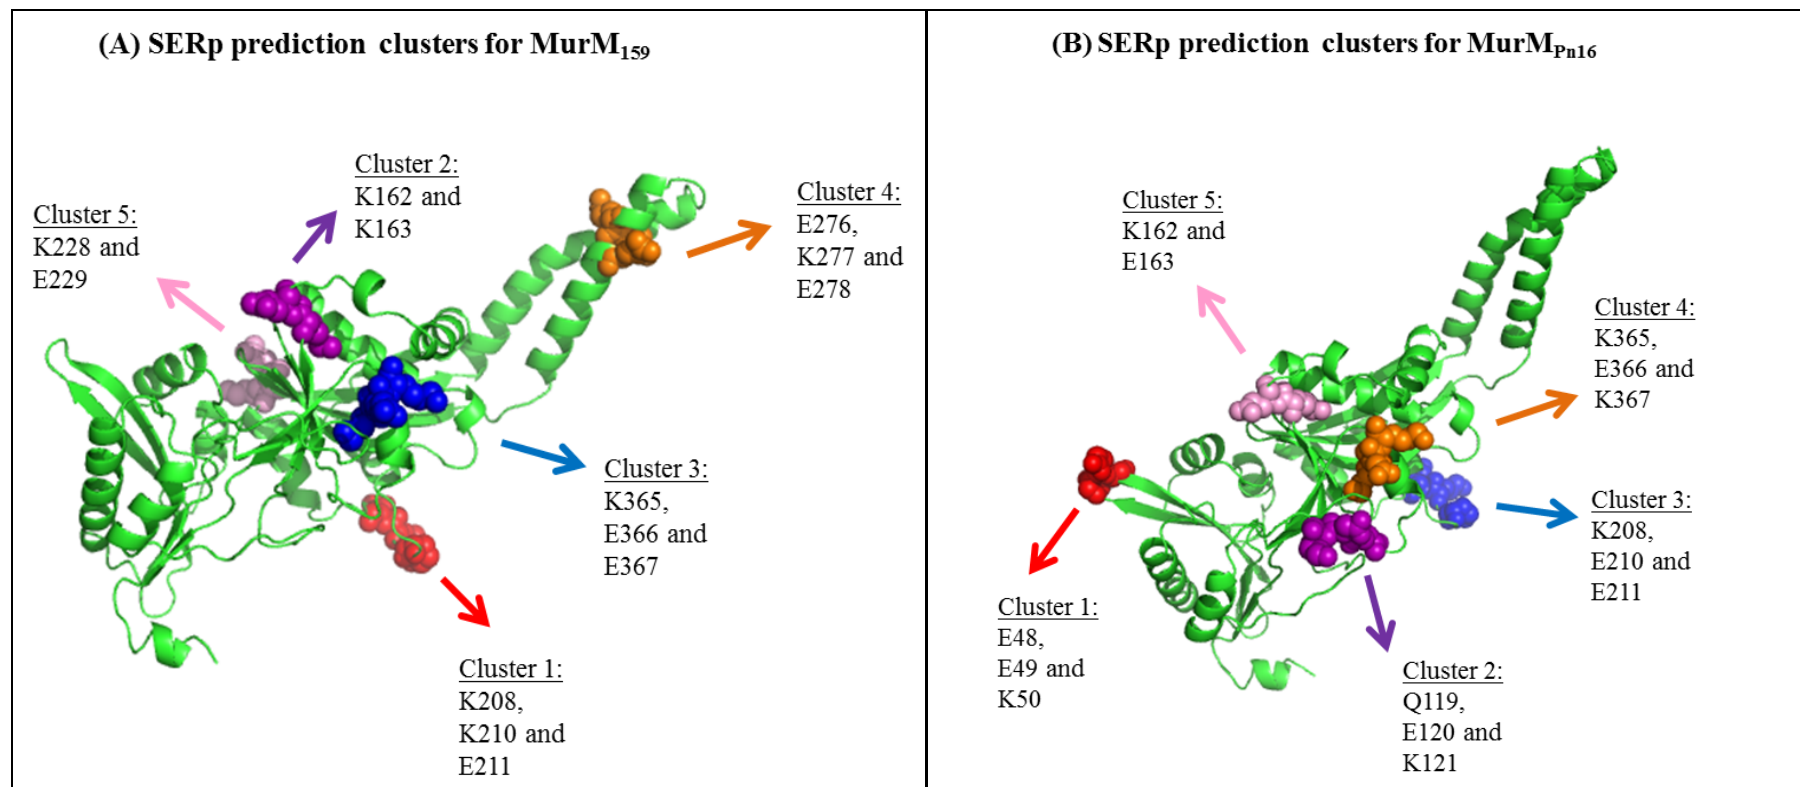 (A) SERp prediction clusters for MurM159
Cluster 2:
K162 and
K163
Cluster 5:
K228 and
E229
Cluster 4:
E276,
K277 and
E278
Cluster 3:
K365,
E366 and
E367
Cluster 1:
K208,
K210 and
E211
(B) SERp prediction clusters for MurMPn16
Cluster 5:
K162 and
E163
Cluster 4:
K365,
E366 and
K367
Cluster 3:
K208,
E210 and
E211
Cluster 1:
E48,
E49 and
K50
Cluster 2:
Q119,
E120 and
K121